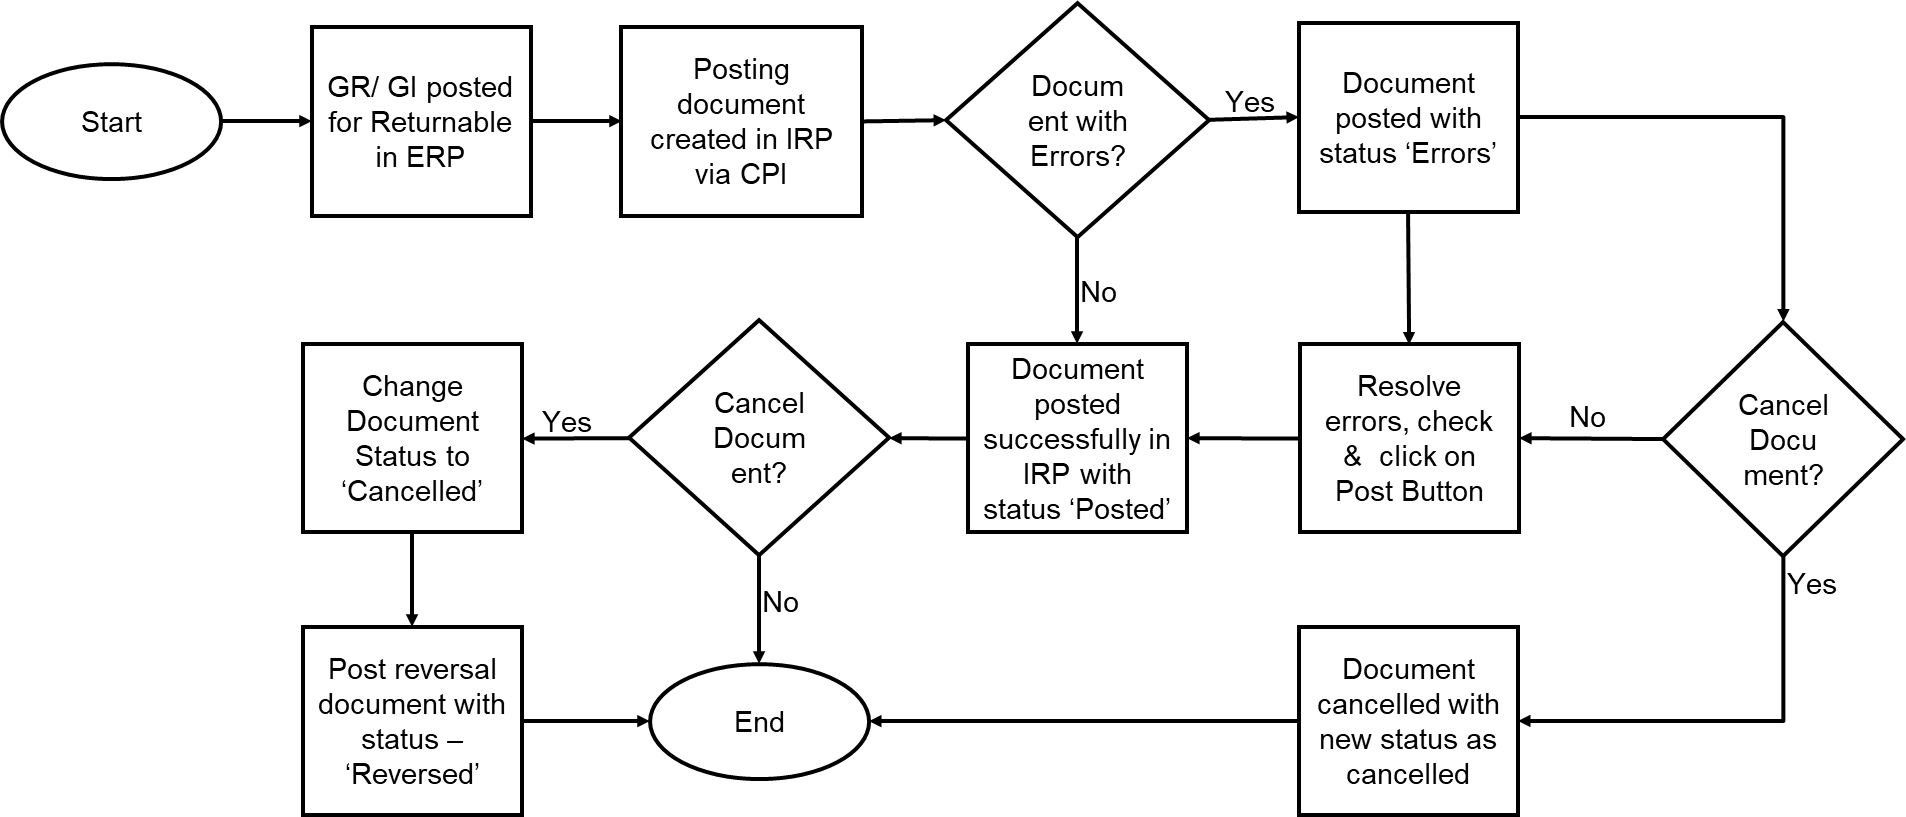 Start
GR/ GI posted
for Returnable
in ERP
Posting
document
created in IRP
via CPI
Docum
ent with
Errors?
Yes
Document
posted with
status ‘Errors’
No
Change
Document
Status to
‘Cancelled’
Yes
Cancel
Docum
ent?
Document
posted
successfully in
IRP with
status ‘Posted’
Resolve
errors, check
& click on
Post Button
No
Cancel
Docu
ment?
Yes
No
Post reversal
document with
status –
‘Reversed’
End
Document
cancelled with
new status as
cancelled